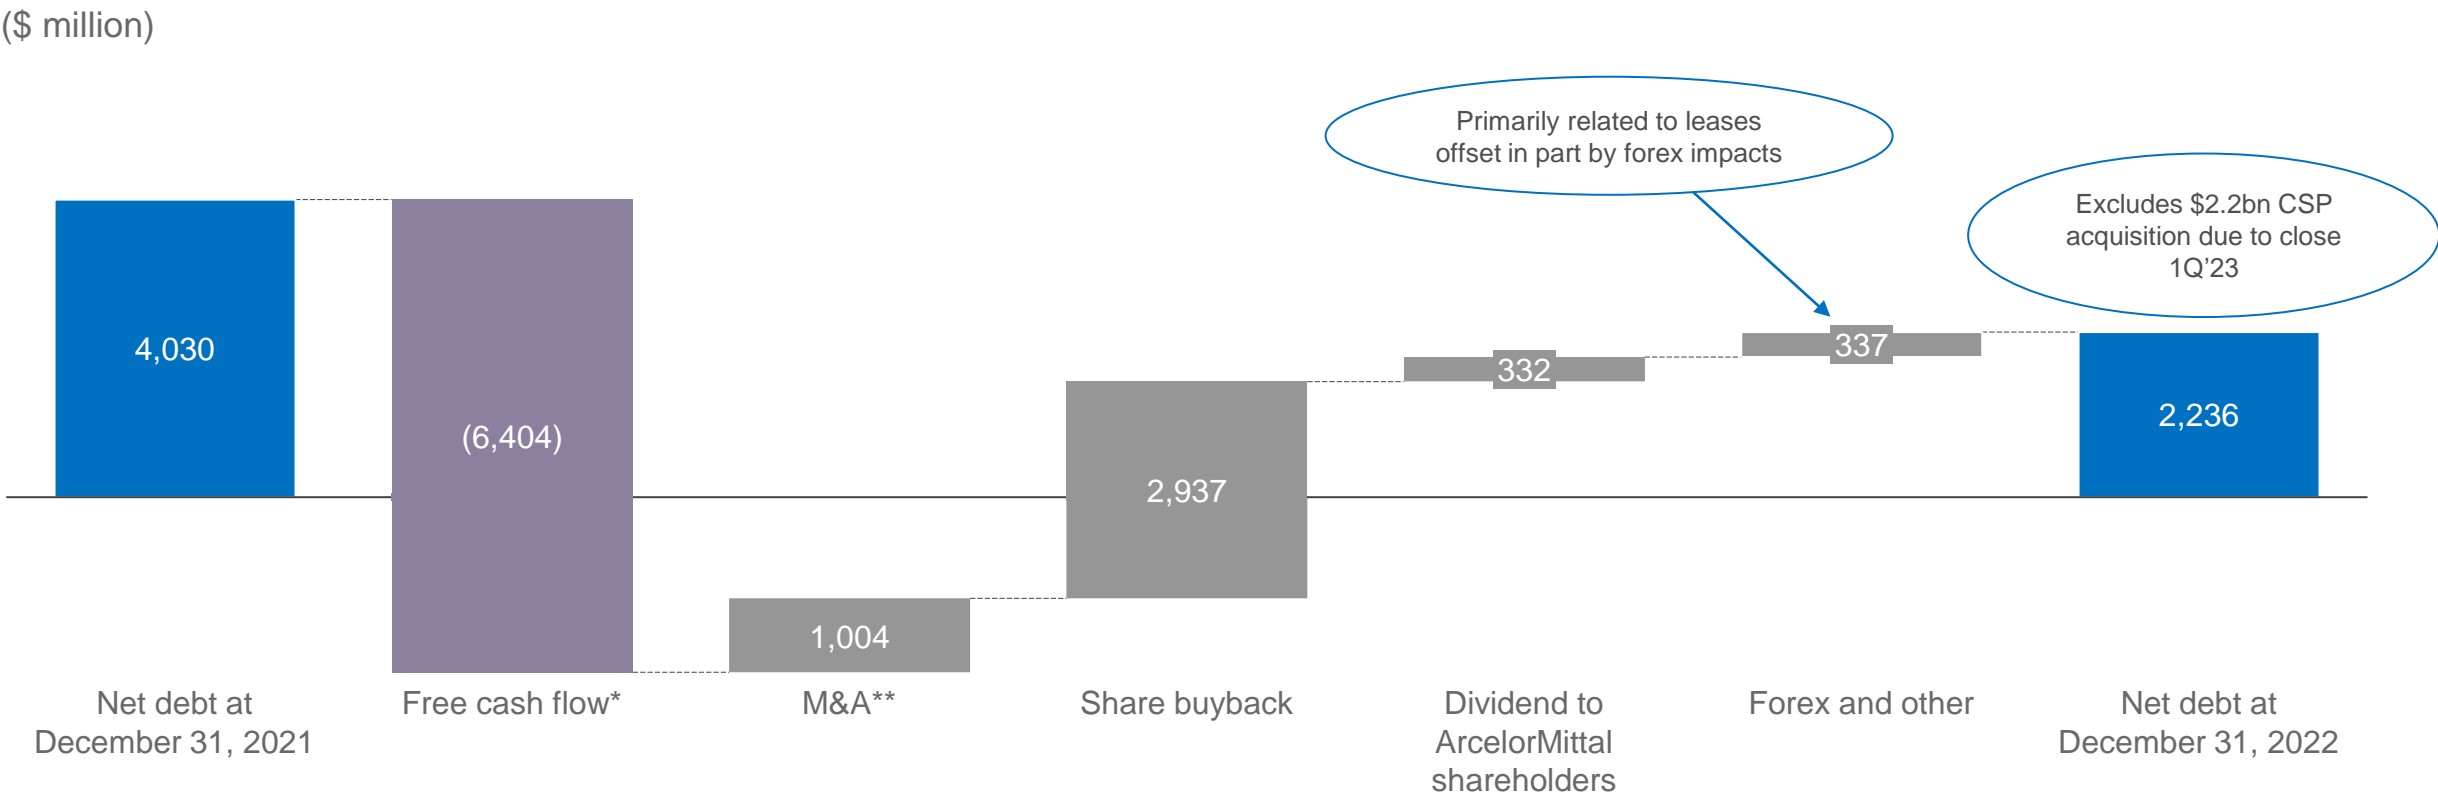 ($ million)
Primarily related to leases
offset in part by forex impacts
Excludes $2.2bn CSP
acquisition due to close
1Q’23
4,030
(6,404)
1,004
2,937
332
337
2,236
Net debt at
December 31, 2021
Free cash flow*
M&A**
Share buyback
Dividend to
ArcelorMittal
shareholders
Forex and other
Net debt at
December 31, 2022